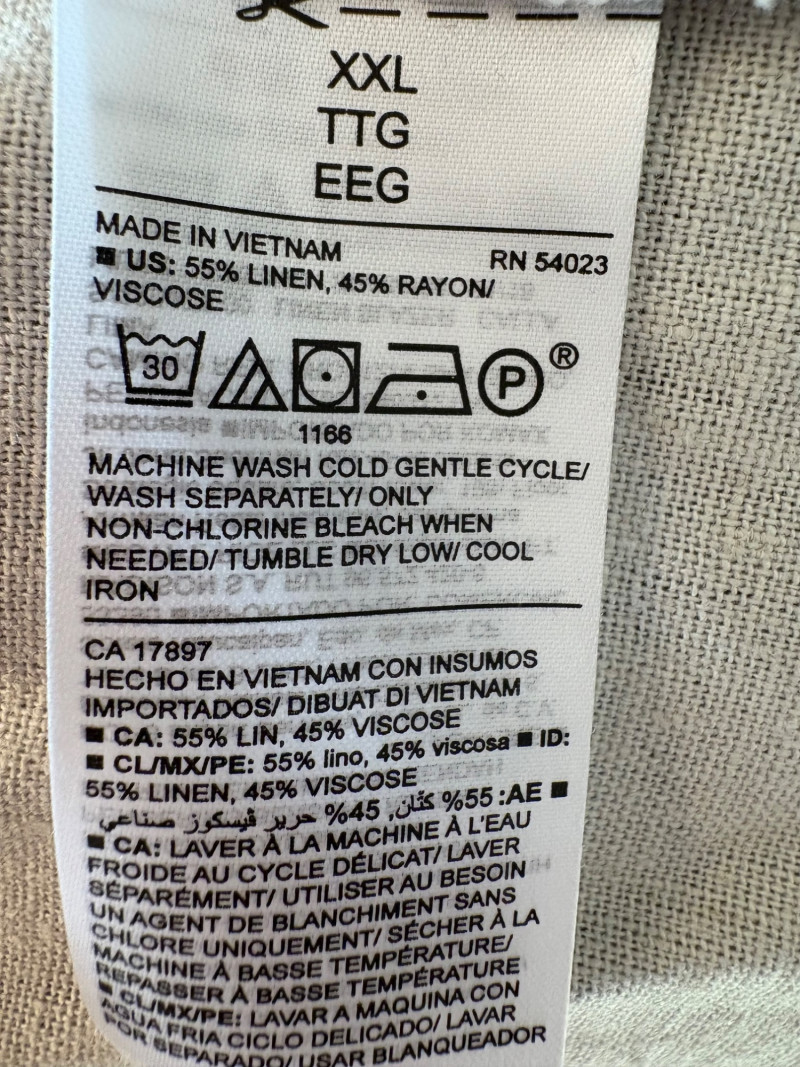 XXL
TTG
EEG
MADE IN VIETNAM
RN 54023
■ US: 55% LINEN, 45% RAYON/
VISCOSE
30
P
®
1166
MACHINE WASH COLD GENTLE CYCLE/
WASH SEPARATELY/ ONLY
NON-CHLORINE BLEACH WHEN
NEEDED/ TUMBLE DRY LOW/ COOL
IRON
CA 17897
HECHO EN VIETNAM CON INSUMOS
IMPORTADOS/ DIBUAT DI VIETNAM
■ CA: 55% LIN, 45% VISCOSE
■ CL/MX/PE: 55% lino, 45% viscosa ■ ID:
55% LINEN, 45% VISCOSE
■ AE: 55% كتّان, 45% حرير ڤيسكوز صناعي
■ CA: LAVER À LA MACHINE À L'EAU
FROIDE AU CYCLE DÉLICAT/ LAVER
SÉPARÉMENT/ UTILISER AU BESOIN
UN AGENT DE BLANCHIMENT SANS
CHLORE UNIQUEMENT/ SÉCHER À LA
MACHINE À BASSE TEMPÉRATURE/
REPASSER À BASSE TEMPÉRATURE
■ CL/MX/PE: LAVAR A MAQUINA CON
AGUA FRIA CICLO DELICADO/ LAVAR
POR SEPARADO/ USAR BLANQUEADOR